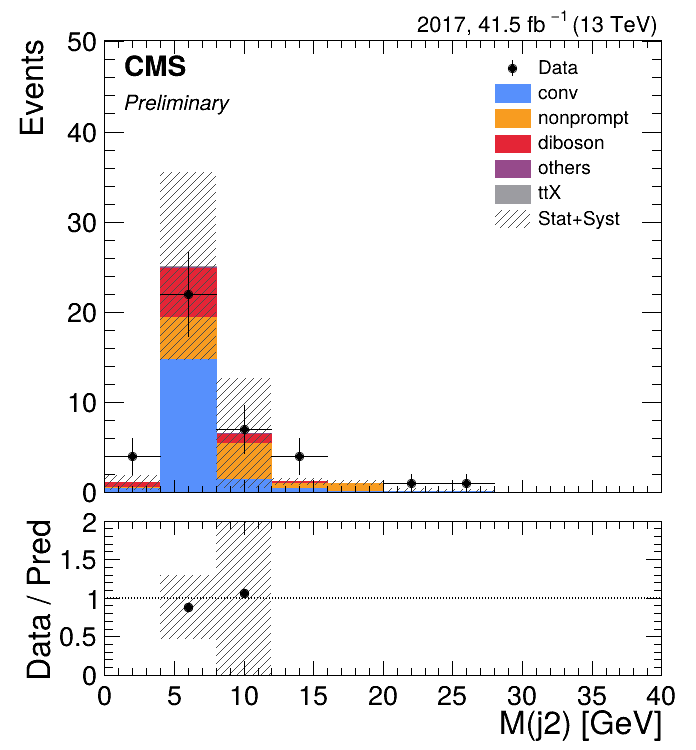 2017, 41.5 fb⁻¹ (13 TeV)
Events
50
40
30
20
10
0
CMS
Preliminary
Data
conv
nonprompt
diboson
others
ttX
Stat+Syst
Data / Pred
2
1.5
1
0.5
0
0 5 10 15 20 25 30 35 40
M(j2) [GeV]